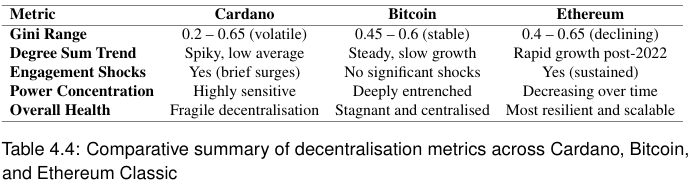 Metric Cardano Bitcoin Ethereum
Gini Range 0.2 – 0.65 (volatile) 0.45 – 0.6 (stable) 0.4 – 0.65 (declining)
Degree Sum Trend Spiky, low average Steady, slow growth Rapid growth post-2022
Engagement Shocks Yes (brief surges) No significant shocks Yes (sustained)
Power Concentration Highly sensitive Deeply entrenched Decreasing over time
Overall Health Fragile decentralisation Stagnant and centralised Most resilient and scalable
Table 4.4: Comparative summary of decentralisation metrics across Cardano, Bitcoin,
and Ethereum Classic